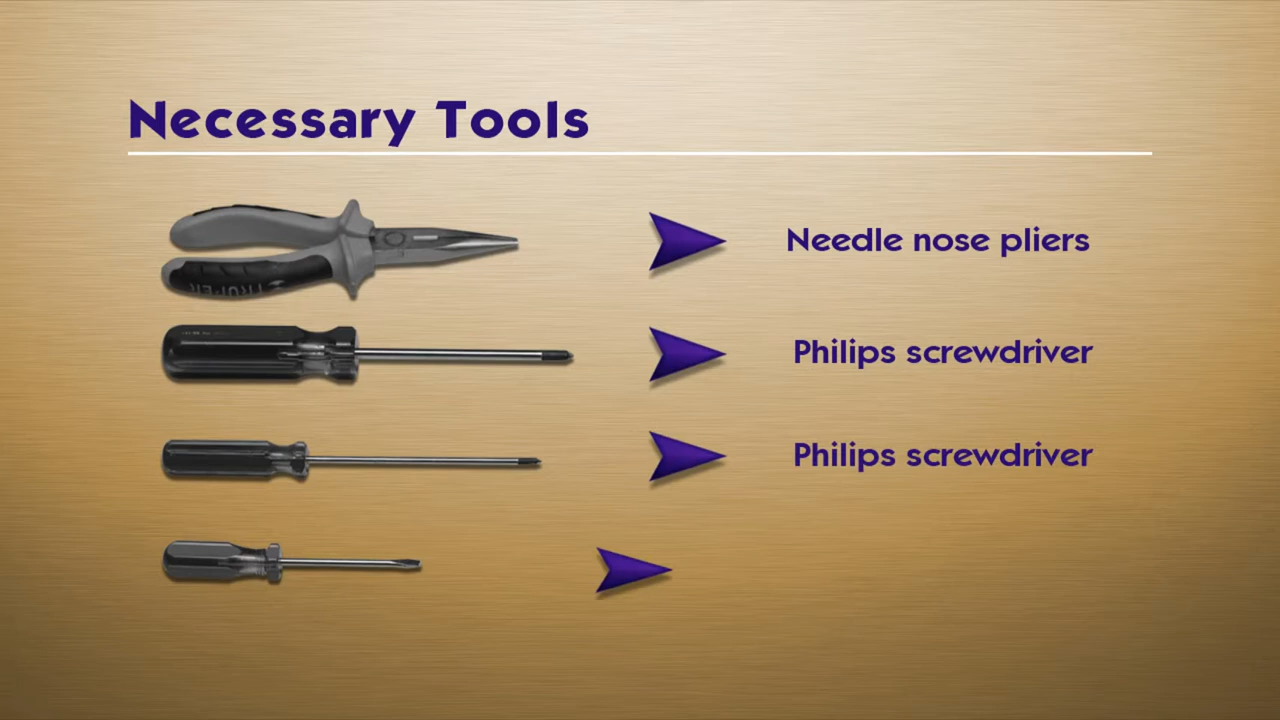 Necessary Tools
Needle nose pliers
Philips screwdriver
Philips screwdriver